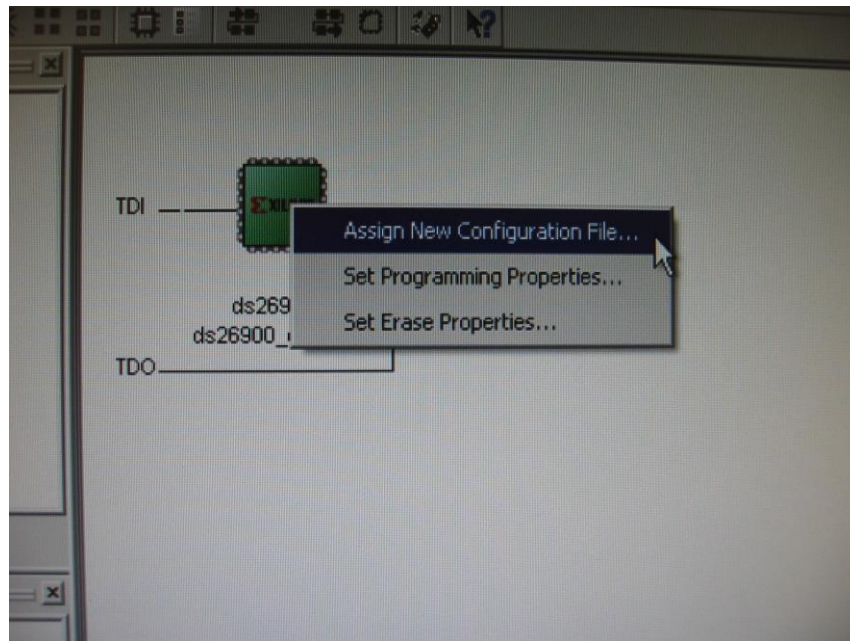 TDI
Assign New Configuration File...
Set Programming Properties...
Set Erase Properties...
ds269
ds26900_
TDO